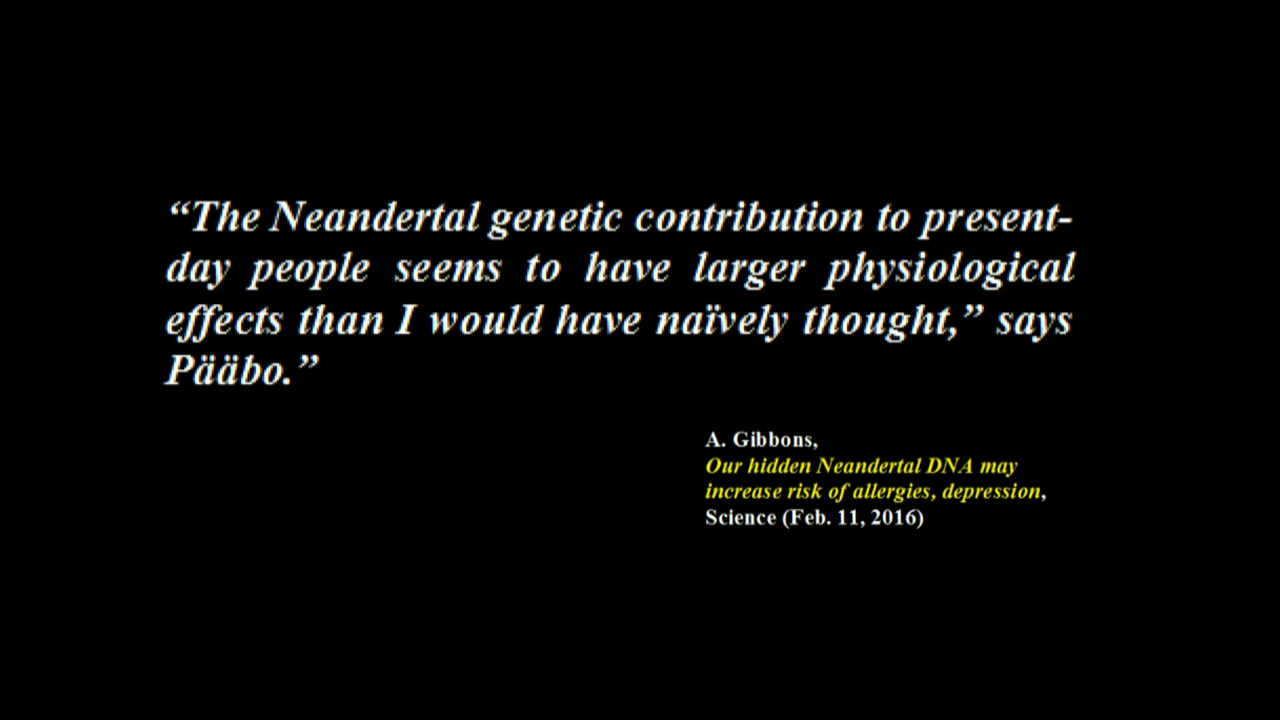 “The Neandertal genetic contribution to present-
day people seems to have larger physiological
effects than I would have naïvely thought,” says
Pääbo.”
A. Gibbons,
Our hidden Neandertal DNA may
increase risk of allergies, depression,
Science (Feb. 11, 2016)